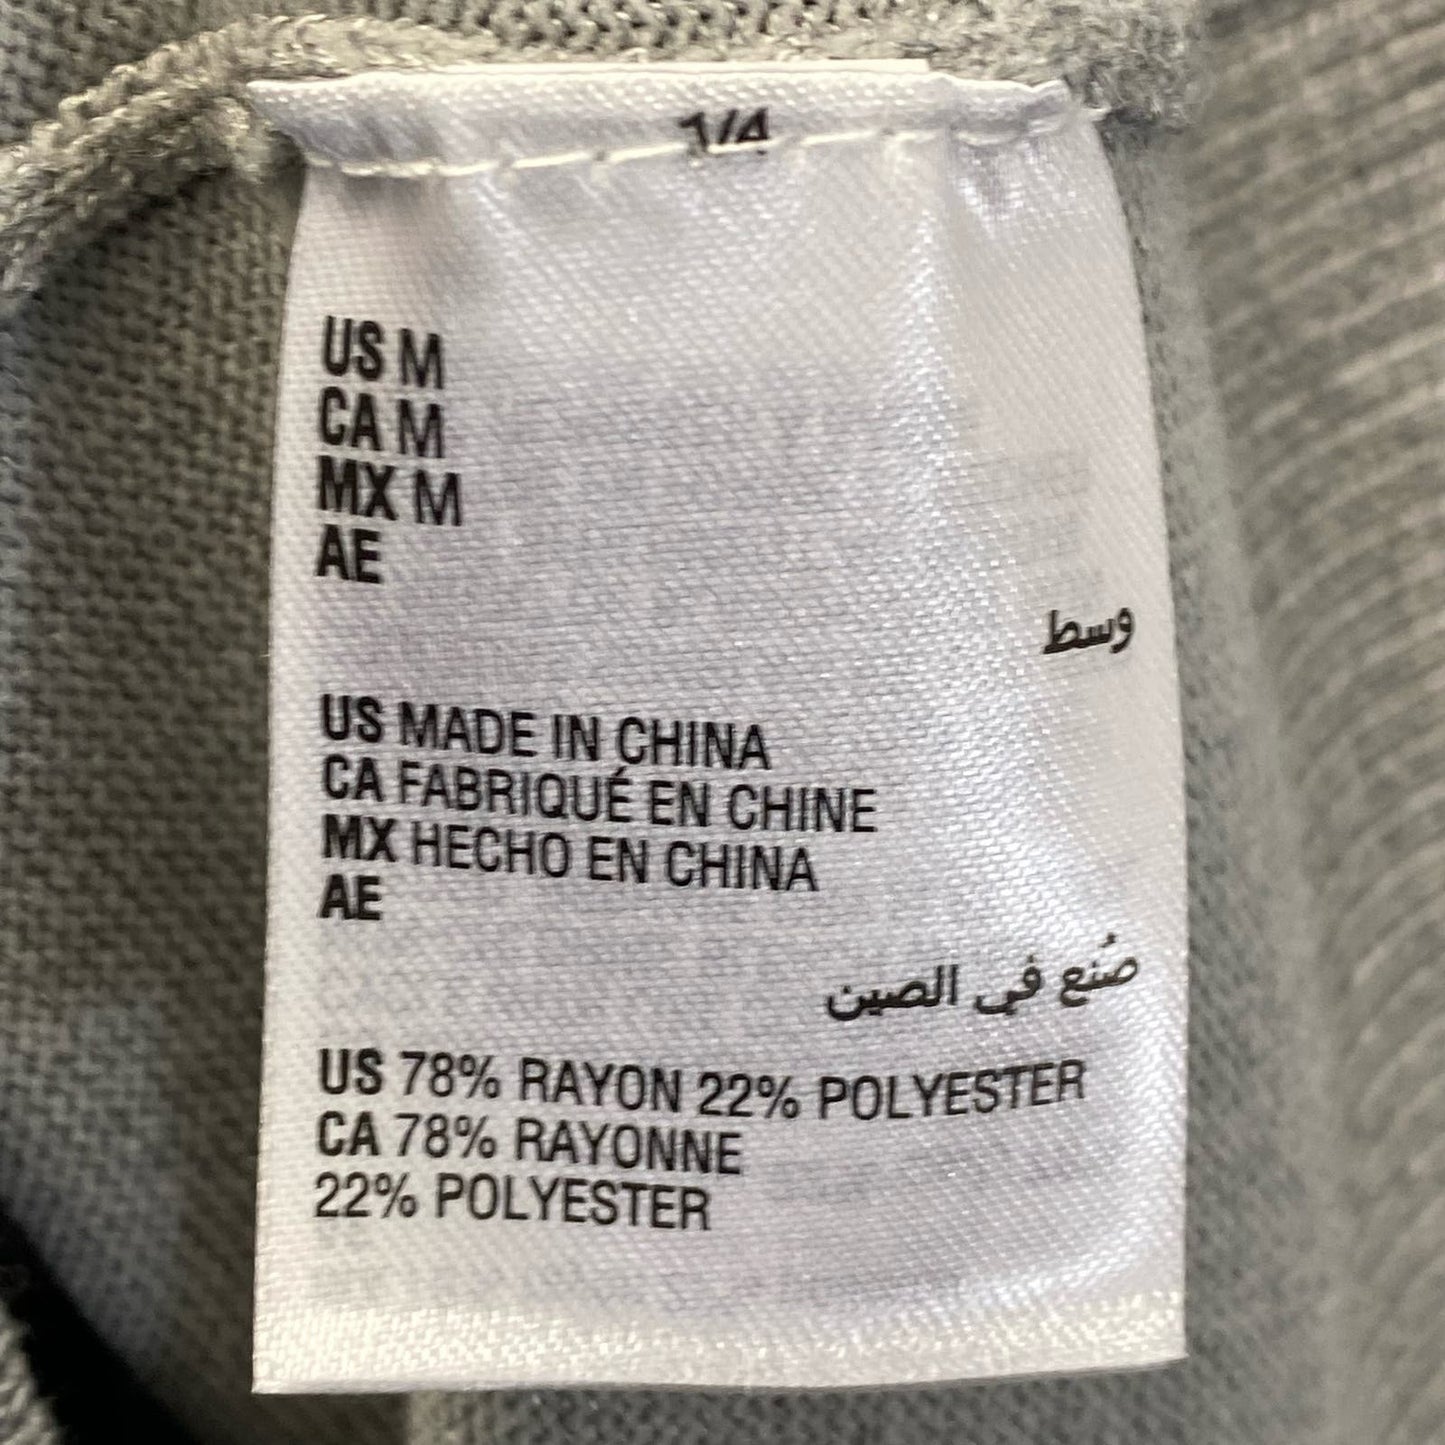 1/4
US M
CA M
MX M
AE
وسط
US MADE IN CHINA
CA FABRIQUÉ EN CHINE
MX HECHO EN CHINA
AE
صُنع في الصين
US 78% RAYON 22% POLYESTER
CA 78% RAYONNE
22% POLYESTER